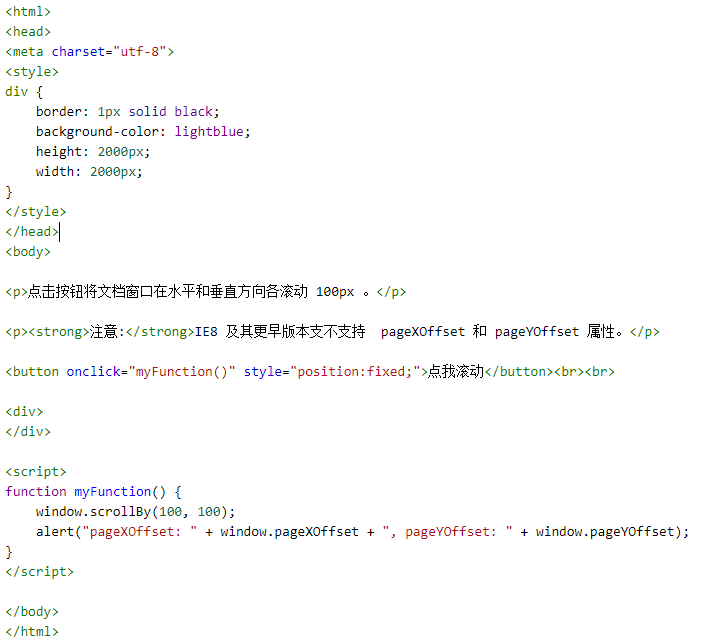 <html>
<head>
<meta charset="utf-8">
<style>
div {
    border: 1px solid black;
    background-color: lightblue;
    height: 2000px;
    width: 2000px;
}
</style>
</head>
<body>
<p>点击按钮将文档窗口在水平和垂直方向各滚动 100px 。</p>
<p><strong>注意:</strong>IE8 及其更早版本支不支持  pageXOffset 和 pageYOffset 属性。</p>
<button onclick="myFunction()" style="position:fixed;">点我滚动</button><br><br>
<div>
</div>
<script>
function myFunction() {
    window.scrollBy(100, 100);
    alert("pageXOffset: " + window.pageXOffset + ", pageYOffset: " + window.pageYOffset);
}
</script>
</body>
</html>